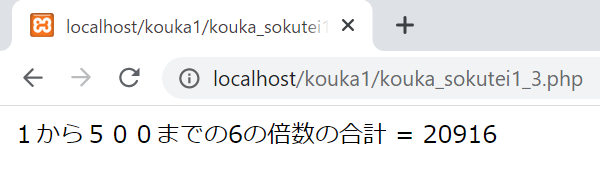 localhost/kouka1/kouka_sokutei1
localhost/kouka1/kouka_sokutei1_3.php
１から５００までの6の倍数の合計 = 20916